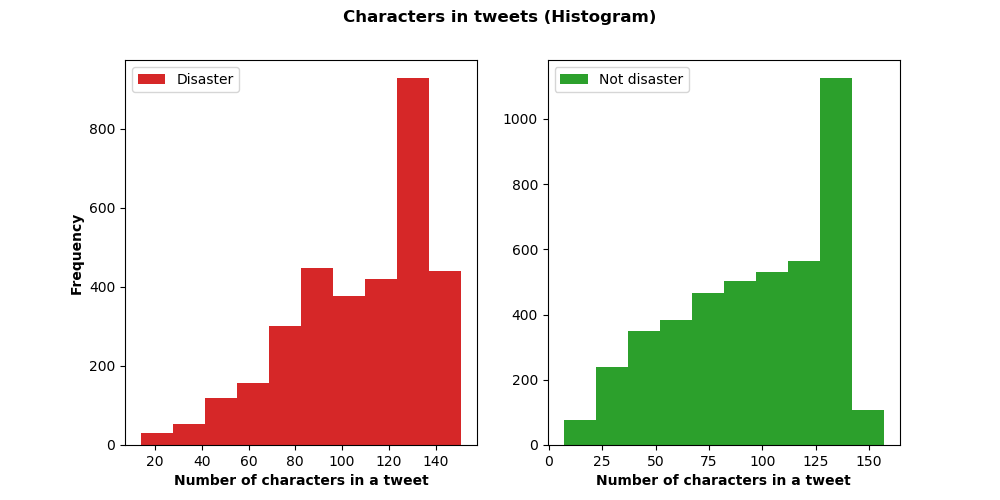 Characters in tweets (Histogram)
Disaster
Frequency
800
600
400
200
0
20 40 60 80 100 120 140
Number of characters in a tweet
Not disaster
1000
800
600
400
200
0
0 25 50 75 100 125 150
Number of characters in a tweet